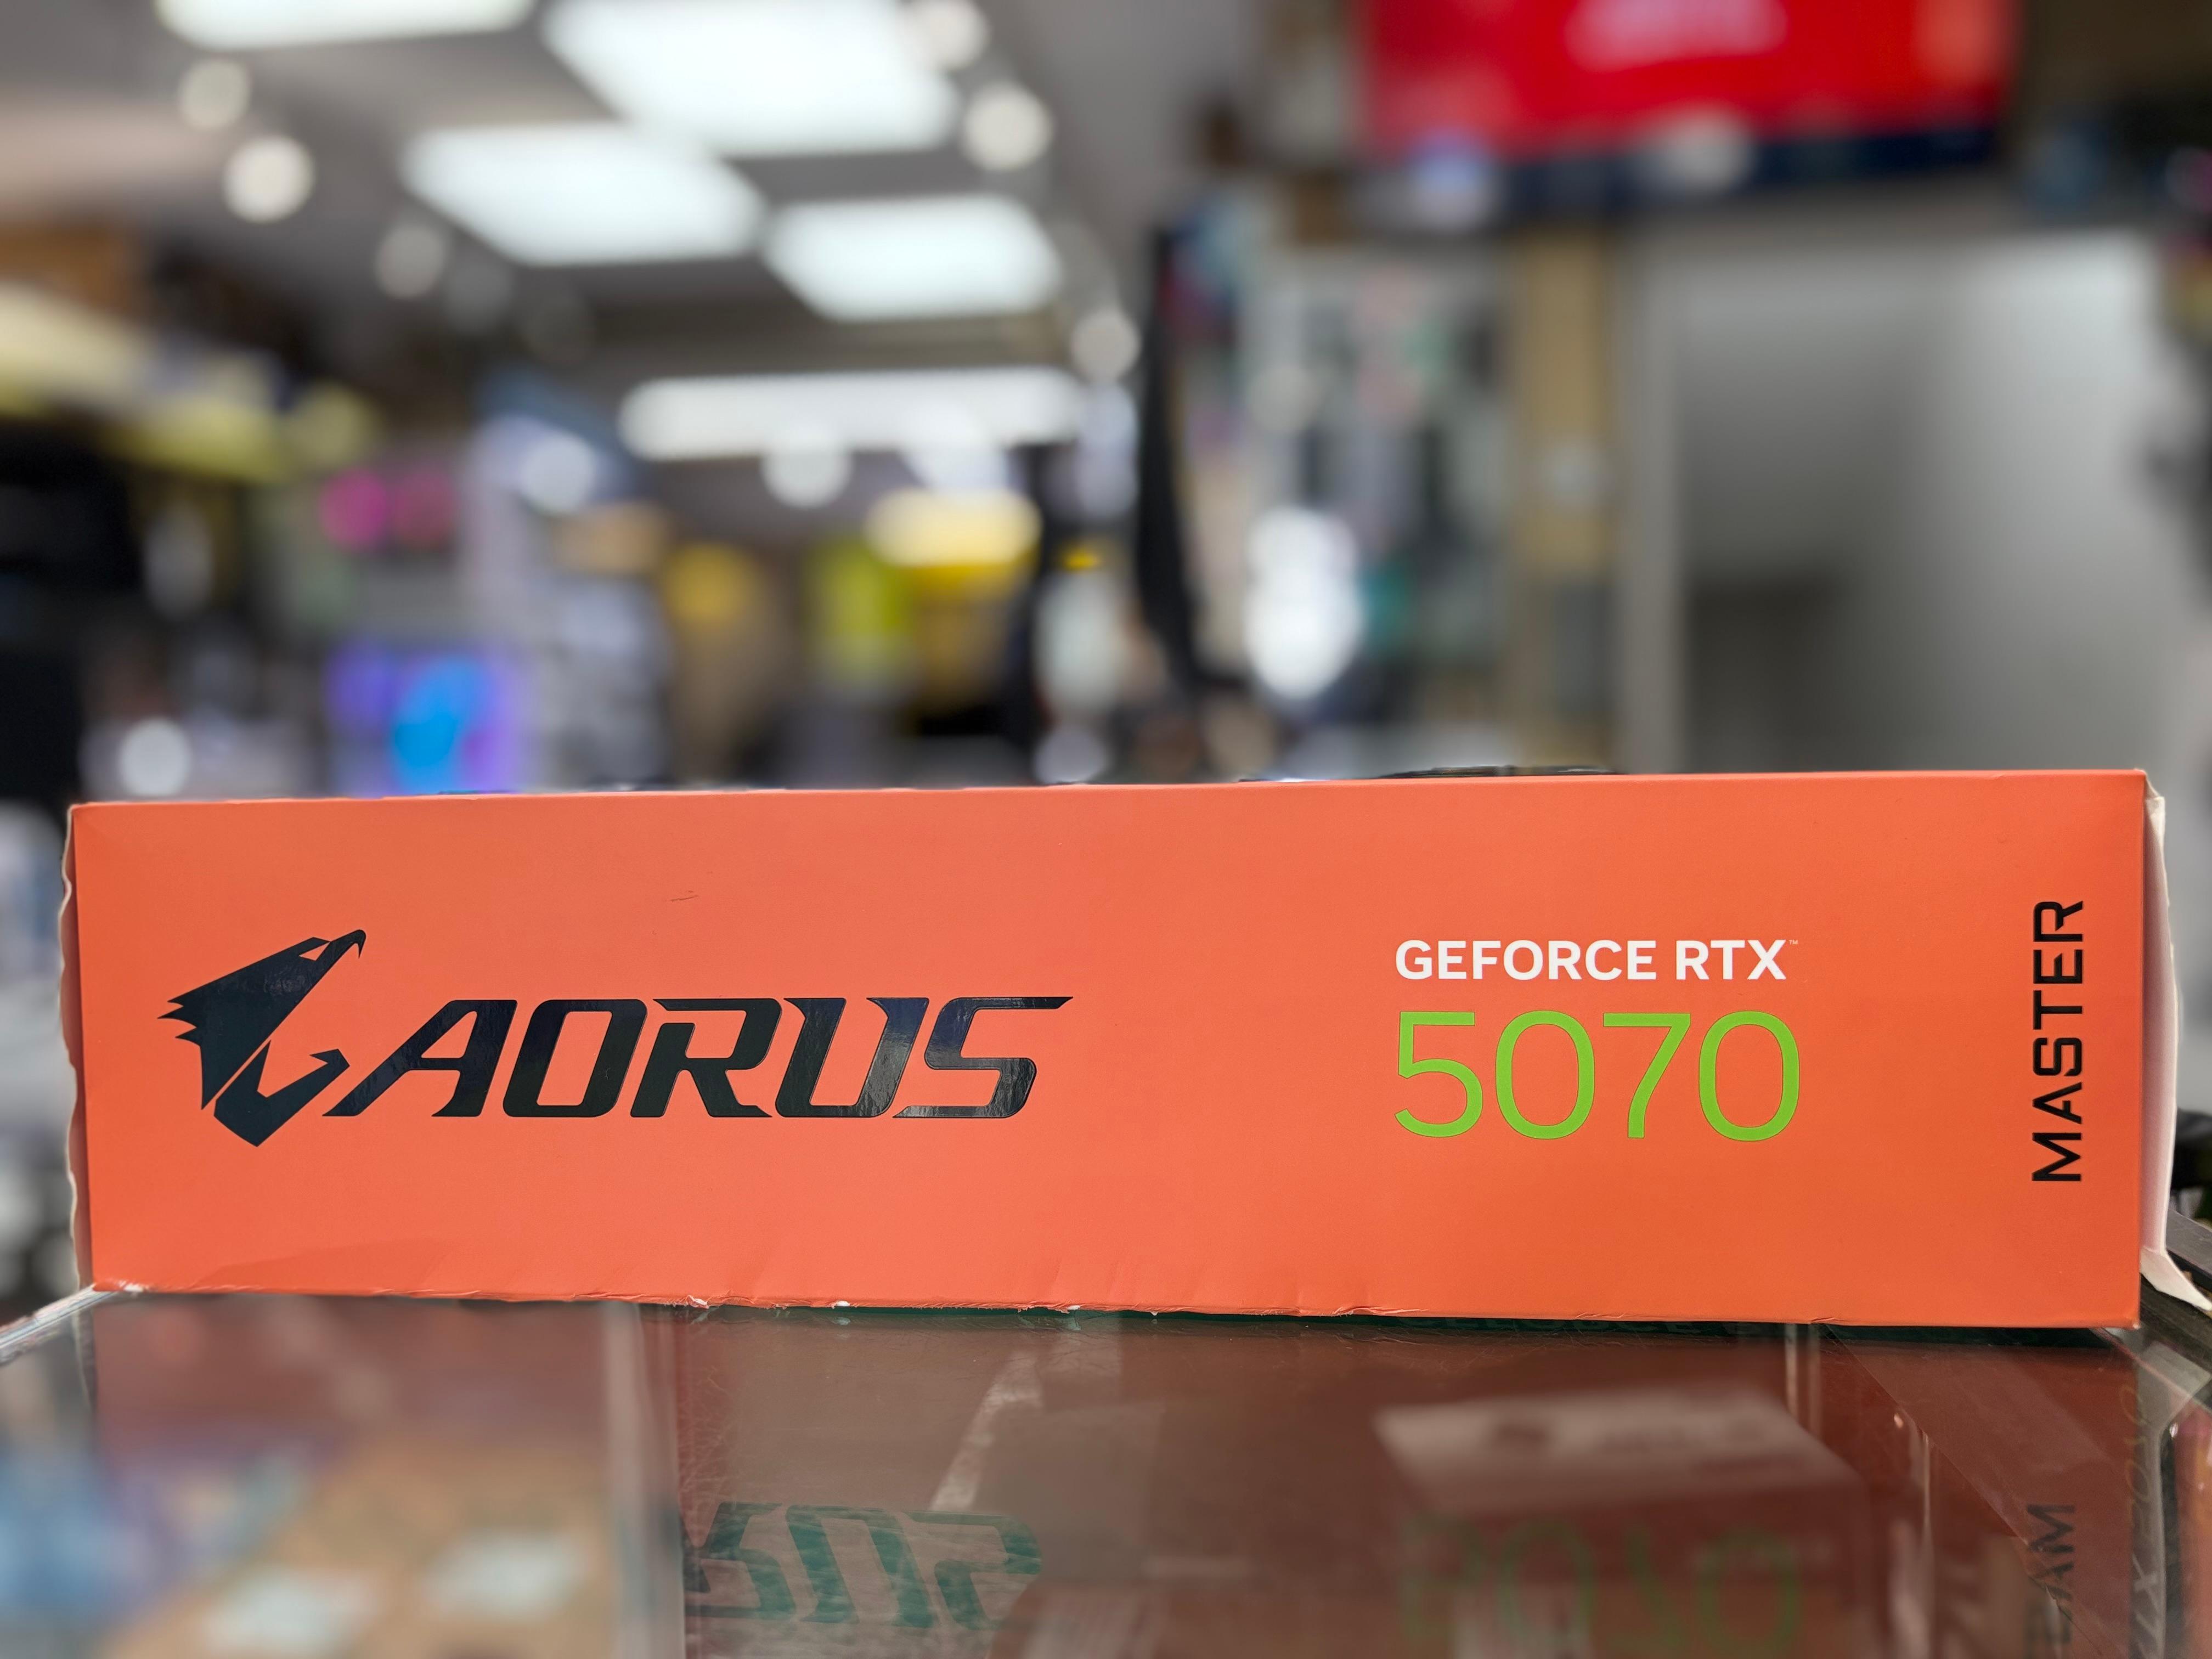 AORUS
GEFORCE RTX™
5070
MASTER